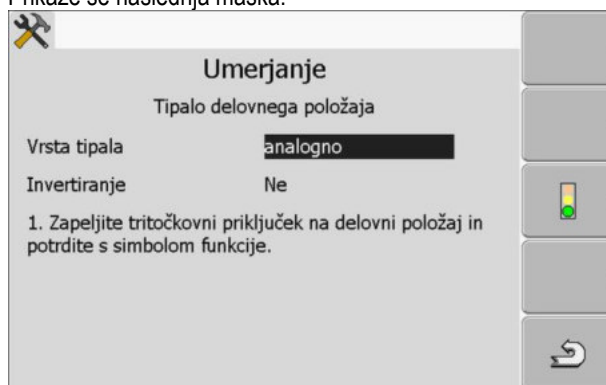 Prikaže se naslednja maska:
Umerjanje
Tipalo delovnega položaja
Vrsta tipala analogno
Invertiranje Ne
1. Zapeljite tritočkovni priključek na delovni položaj in
potrdite s simbolom funkcije.